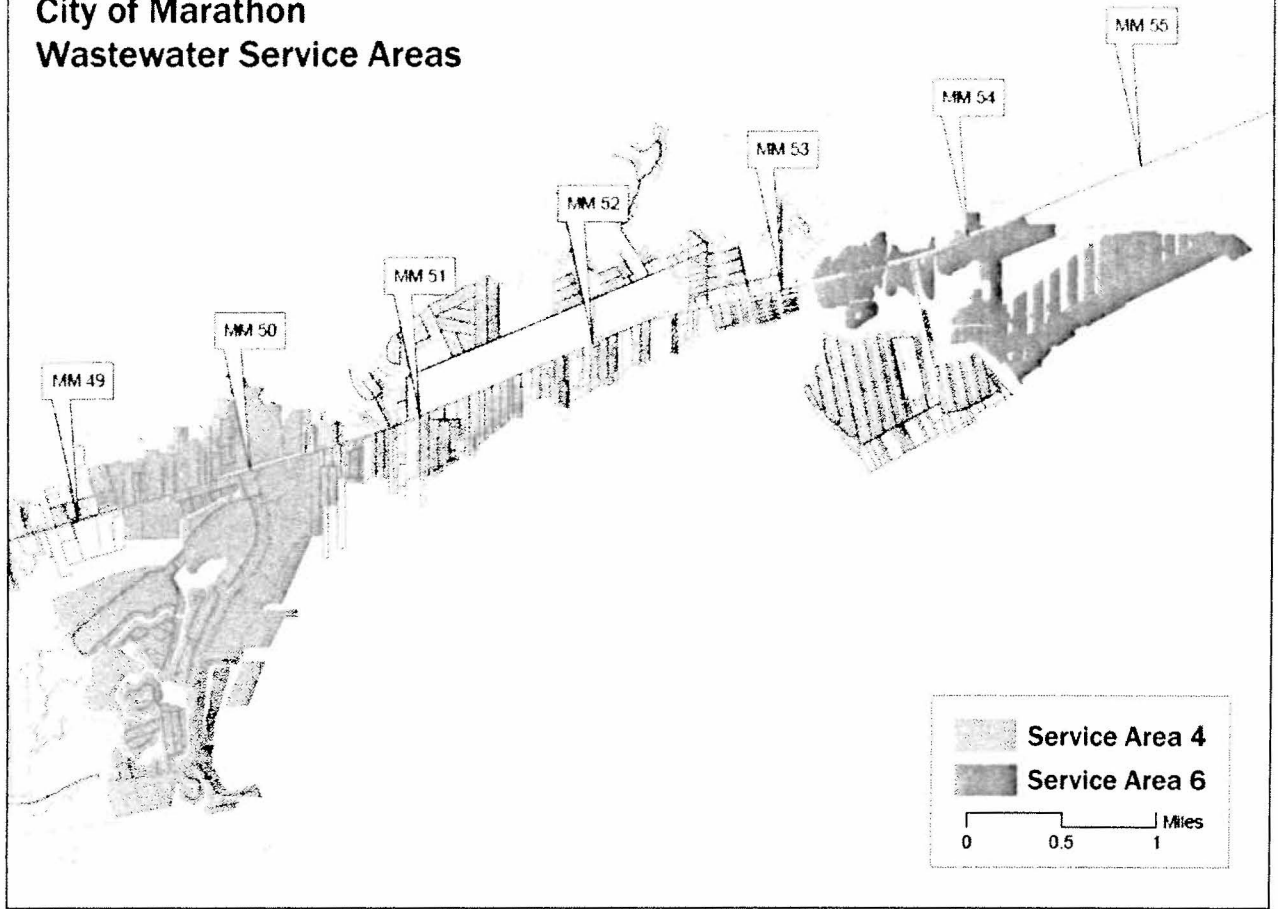 City of Marathon
Wastewater Service Areas
MM 55
MM 54
MM 53
MM 52
MM 51
MM 50
MM 49
Service Area 4
Service Area 6
Miles
0 0.5 1